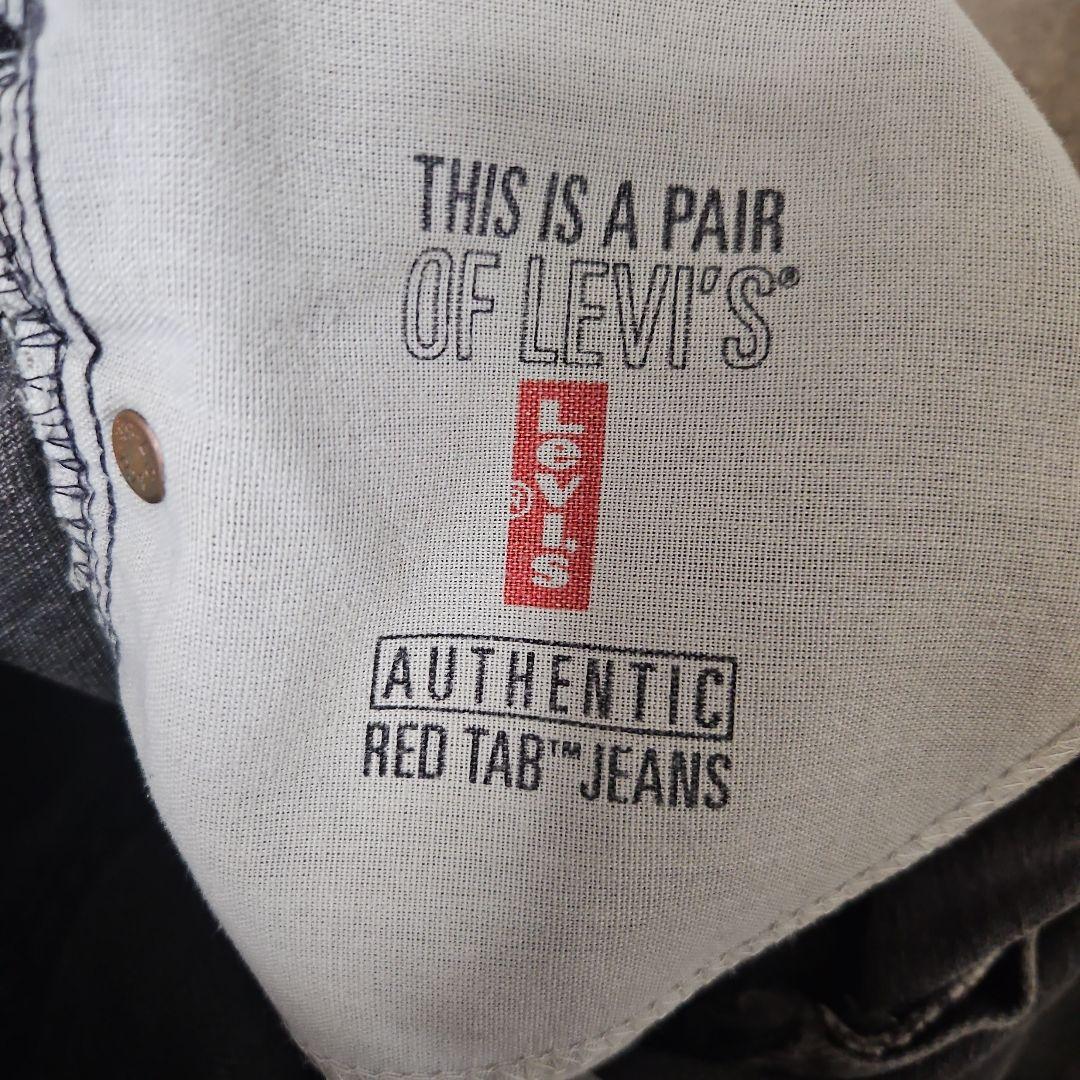 THIS IS A PAIR
OF LEVI'S®
LeVI'S
®
AUTHENTIC
RED TAB™ JEANS